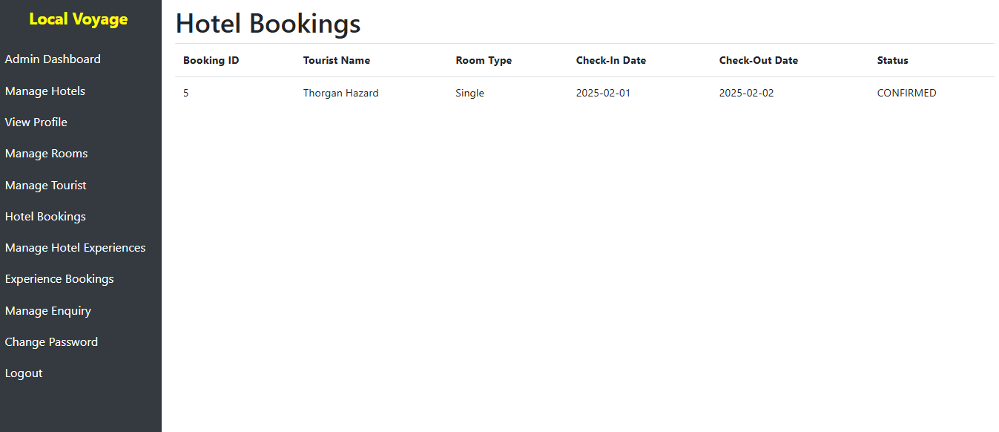 Local Voyage
Admin Dashboard
Manage Hotels
View Profile
Manage Rooms
Manage Tourist
Hotel Bookings
Manage Hotel Experiences
Experience Bookings
Manage Enquiry
Change Password
Logout
Hotel Bookings
Booking ID Tourist Name Room Type Check-In Date Check-Out Date Status
5 Thorgan Hazard Single 2025-02-01 2025-02-02 CONFIRMED